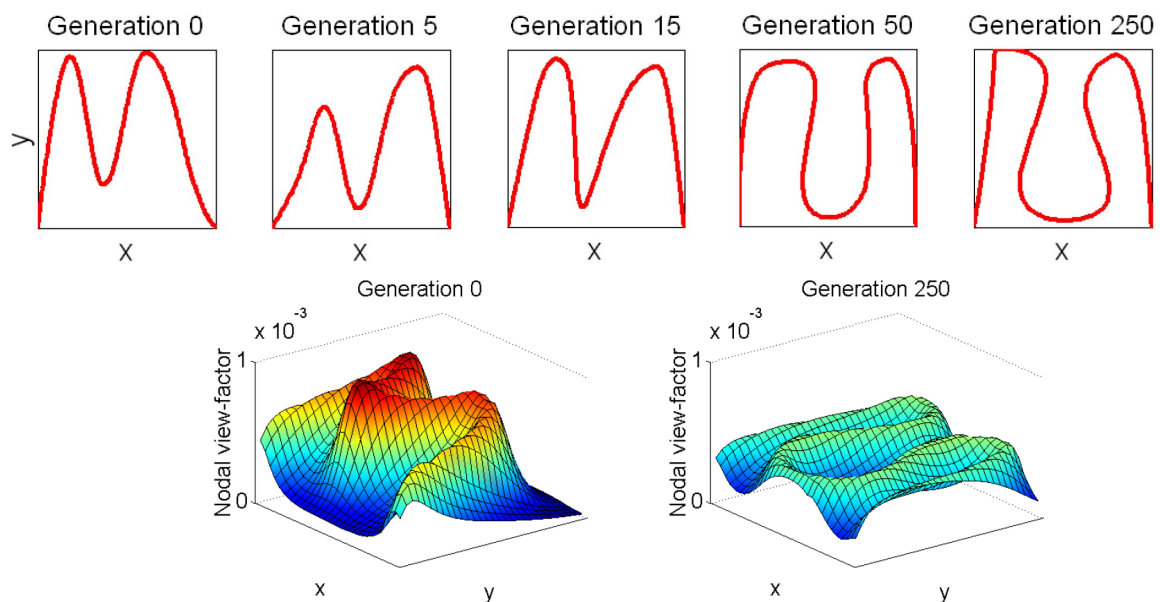 Generation 0
Generation 5
Generation 15
Generation 50
Generation 250
y
X
X
X
X
X
Generation 0
Generation 250
x 10
-3
x 10
-3
1
0
Nodal view-factor
x
y
1
0
Nodal view-factor
x
y